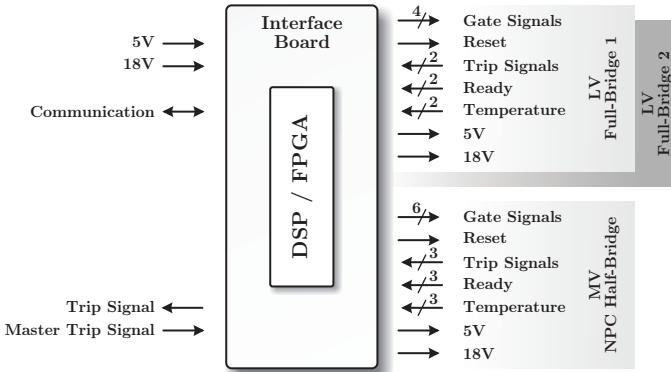 Interface
Board
DSP / FPGA
5V
18V
Communication
Trip Signal
Master Trip Signal
4
Gate Signals
Reset
2
Trip Signals
2
Ready
2
Temperature
5V
18V
LV
Full-Bridge 1
LV
Full-Bridge 2
6
Gate Signals
Reset
3
Trip Signals
3
Ready
3
Temperature
5V
18V
MV
NPC Half-Bridge